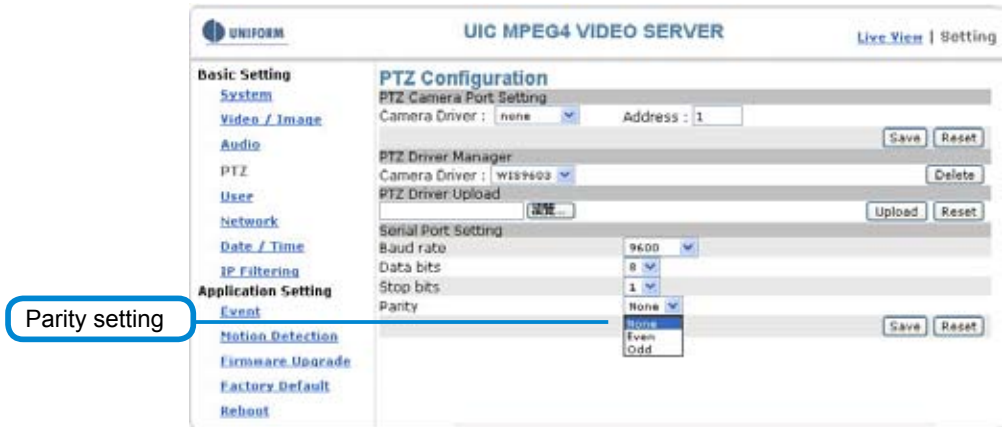 UNIFORM
UIC MPEG4 VIDEO SERVER
Live View | Setting
Basic Setting
System
Video / Image
Audio
PTZ
User
Network
Date / Time
IP Filtering
Application Setting
Event
Motion Detection
Firmware Upgrade
Factory Default
Reboot
PTZ Configuration
PTZ Camera Port Setting
Camera Driver : none Address : 1
Save Reset
PTZ Driver Manager
Camera Driver : WIS9603 Delete
PTZ Driver Upload
瀏覽... Upload Reset
Serial Port Setting
Baud rate 9600
Data bits 8
Stop bits 1
Parity None
None
Even
Odd
Save Reset
Parity setting